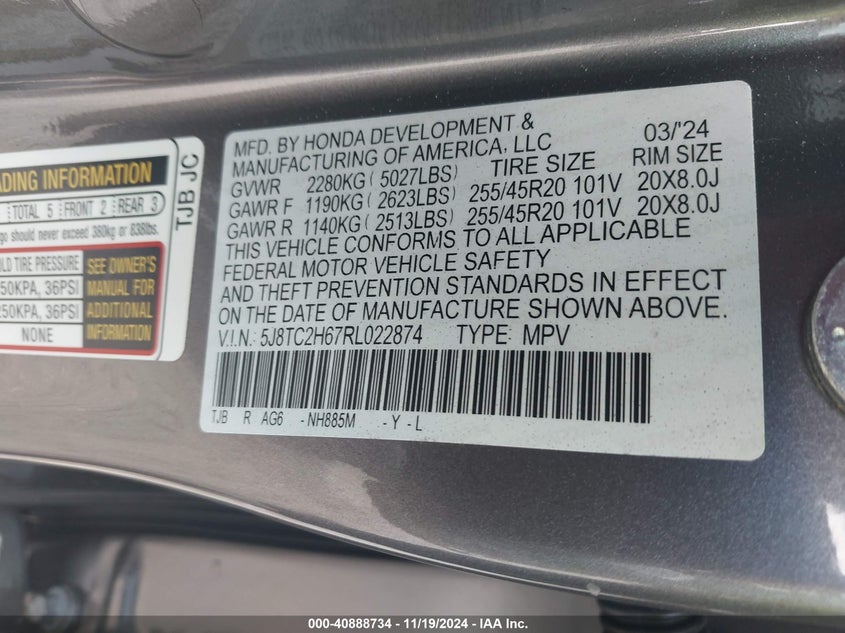 ADING INFORMATION
TOTAL 5 FRONT 2 REAR 3
go should never exceed 380kg or 838lbs.
OLD TIRE PRESSURE
50KPA, 36PSI
250KPA, 36PSI
NONE
SEE OWNER'S
MANUAL FOR
ADDITIONAL
INFORMATION
TJB JC
MFD. BY HONDA DEVELOPMENT & 03/'24
MANUFACTURING OF AMERICA, LLC TIRE SIZE RIM SIZE
GVWR 2280KG (5027LBS)
GAWR F 1190KG (2623LBS) 255/45R20 101V 20X8.0J
GAWR R 1140KG (2513LBS) 255/45R20 101V 20X8.0J
THIS VEHICLE CONFORMS TO ALL APPLICABLE
FEDERAL MOTOR VEHICLE SAFETY
AND THEFT PREVENTION STANDARDS IN EFFECT
ON THE DATE OF MANUFACTURE SHOWN ABOVE.
V.I.N.: 5J8TC2H67RL022874 TYPE: MPV
TJB R AG6 -NH885M -Y-L
000-40888734 - 11/19/2024 - IAA Inc.